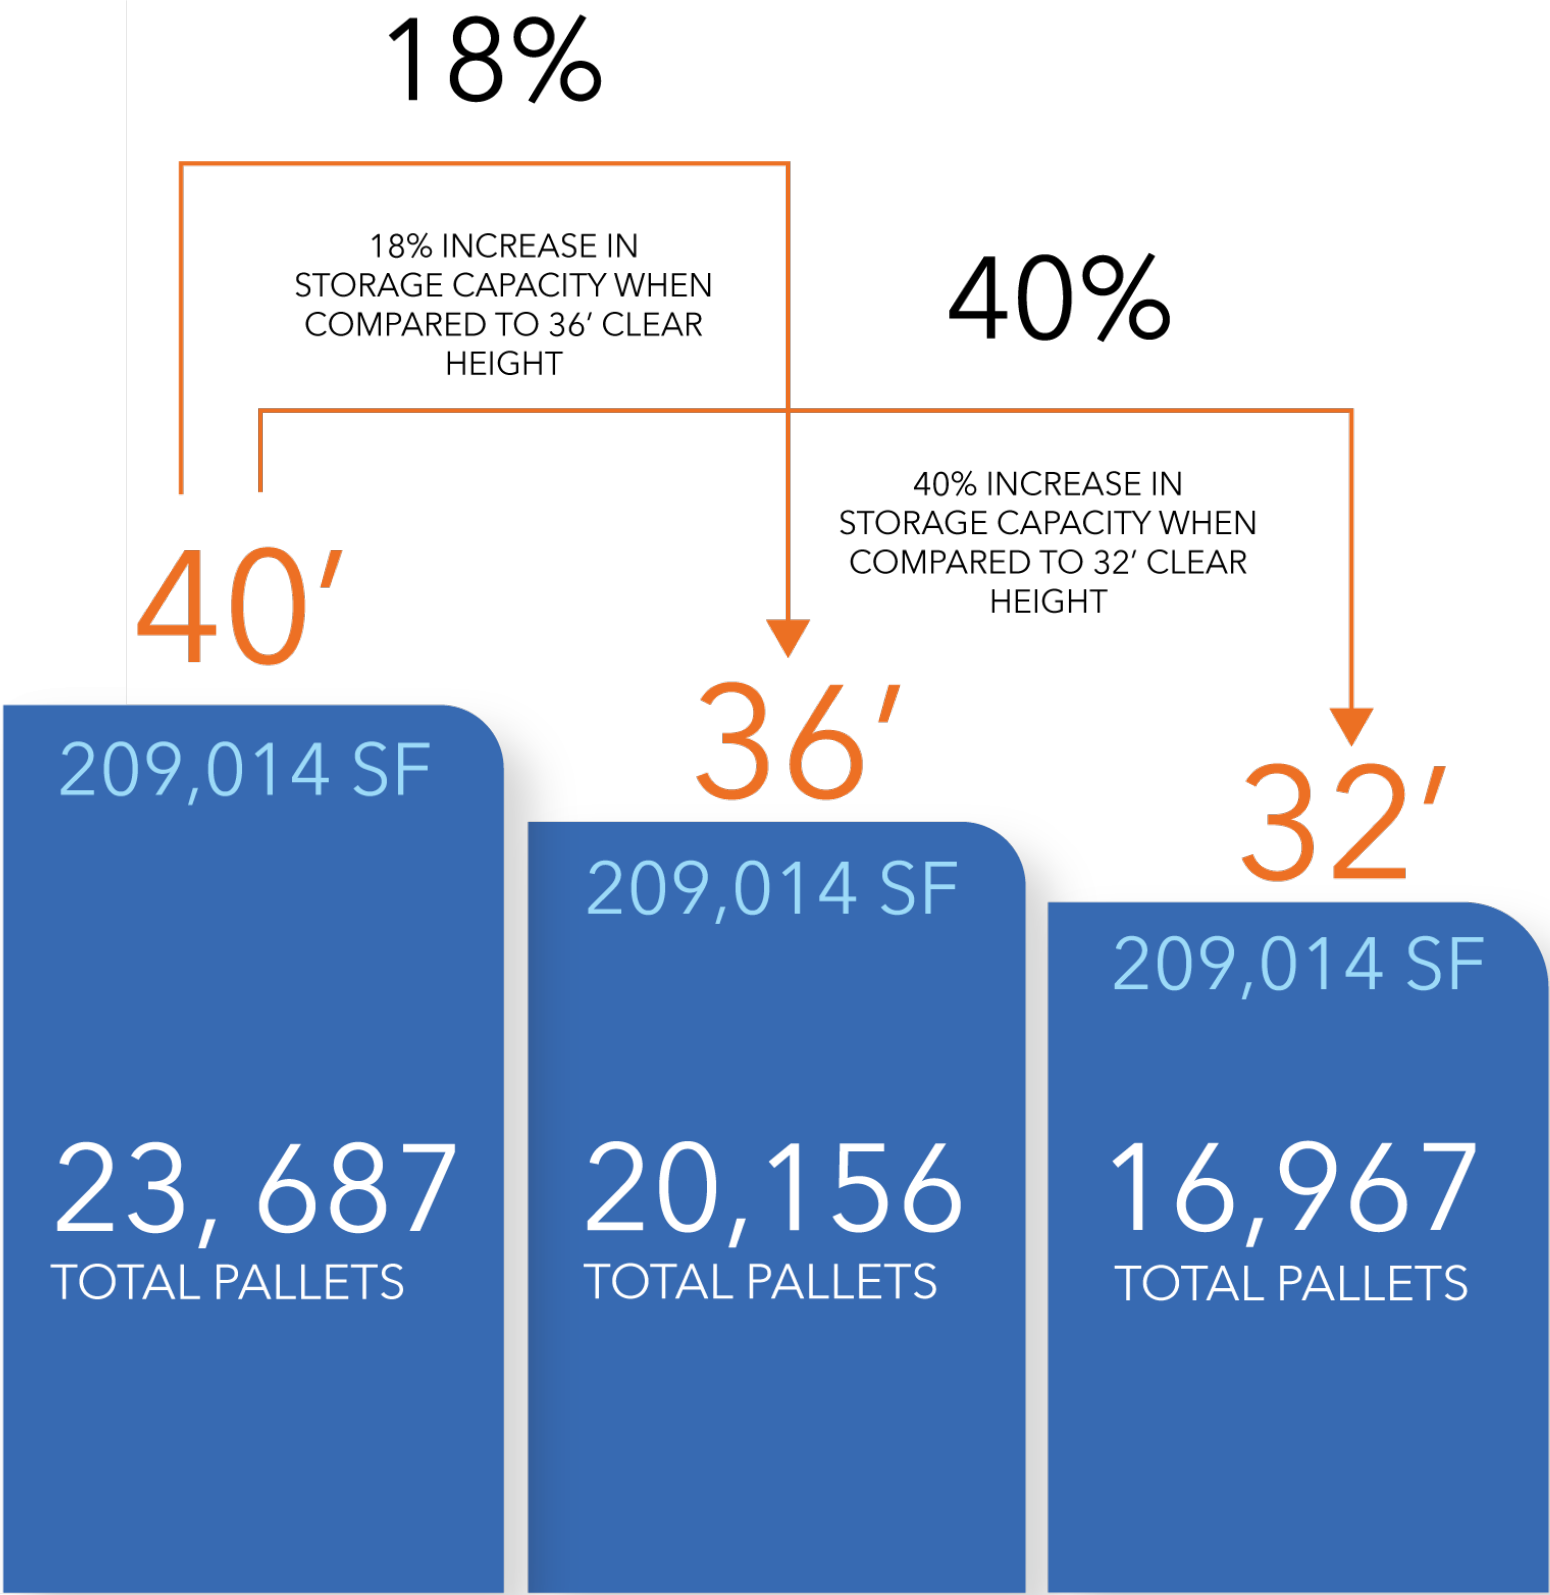 18%
18% INCREASE IN
STORAGE CAPACITY WHEN
COMPARED TO 36' CLEAR
HEIGHT
40%
40% INCREASE IN
STORAGE CAPACITY WHEN
COMPARED TO 32' CLEAR
HEIGHT
40'
209,014 SF
23, 687
TOTAL PALLETS
36'
209,014 SF
20,156
TOTAL PALLETS
32'
209,014 SF
16,967
TOTAL PALLETS